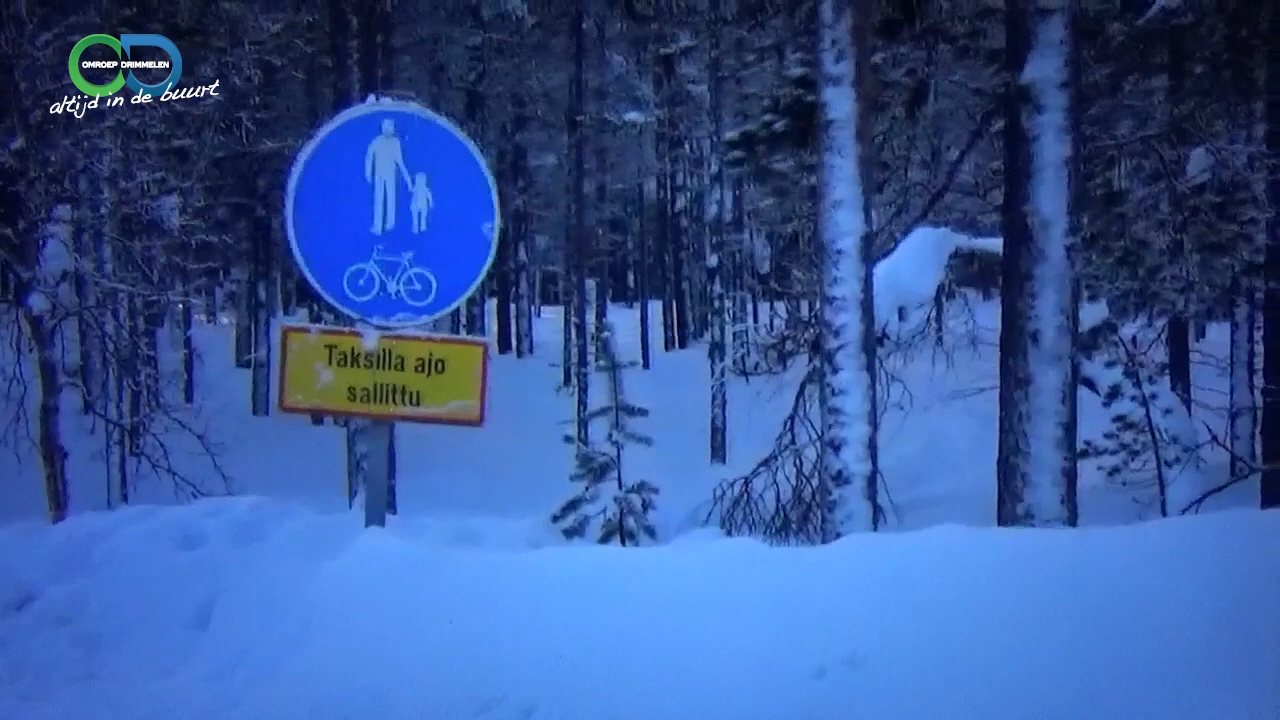 OMROEP DRIMMELEN
altijd in de buurt
Taksilla ajo
sallittu